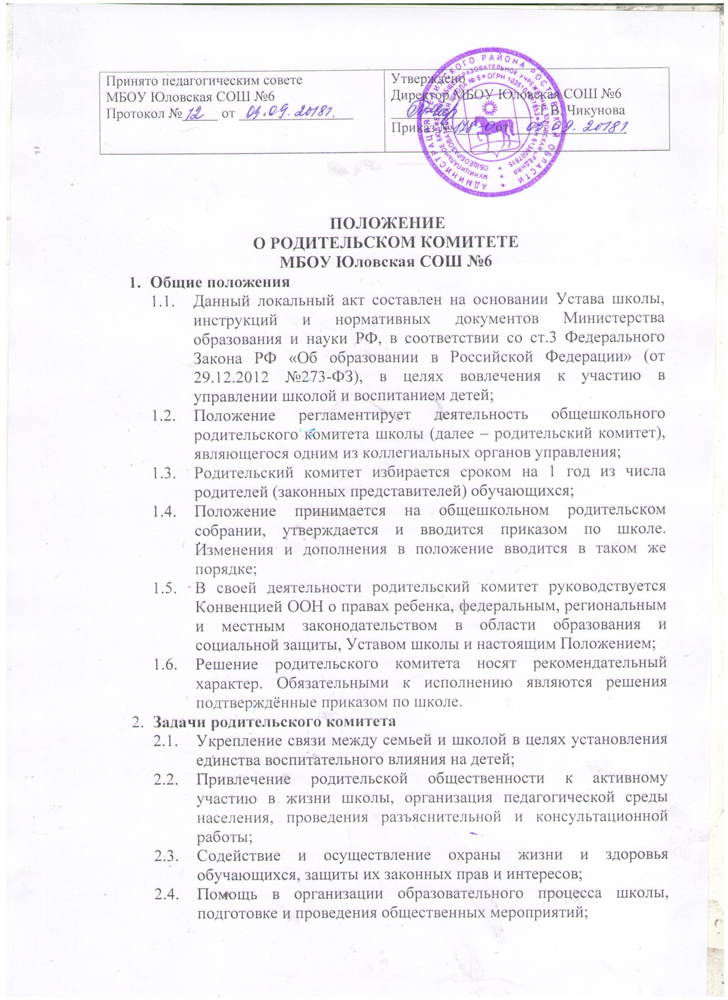 Принято педагогическим совете
МБОУ Юловская СОШ №6
Протокол № 12 от 03.09.2018г.
Утверждено
Директор МБОУ Юловская СОШ №6
Г.В. Чикунова
Приказ № 178-О от 03.09.2018г.
ПОЛОЖЕНИЕ
О РОДИТЕЛЬСКОМ КОМИТЕТЕ
МБОУ Юловская СОШ №6
1. Общие положения
1.1. Данный локальный акт составлен на основании Устава школы,
инструкций и нормативных документов Министерства
образования и науки РФ, в соответствии со ст.3 Федерального
Закона РФ «Об образовании в Российской Федерации» (от
29.12.2012 №273-ФЗ), в целях вовлечения к участию в
управлении школой и воспитанием детей;
1.2. Положение регламентирует деятельность общешкольного
родительского комитета школы (далее – родительский комитет),
являющегося одним из коллегиальных органов управления;
1.3. Родительский комитет избирается сроком на 1 год из числа
родителей (законных представителей) обучающихся;
1.4. Положение принимается на общешкольном родительском
собрании, утверждается и вводится приказом по школе.
Изменения и дополнения в положение вводится в таком же
порядке;
1.5. В своей деятельности родительский комитет руководствуется
Конвенцией ООН о правах ребенка, федеральным, региональным
и местным законодательством в области образования и
социальной защиты, Уставом школы и настоящим Положением;
1.6. Решение родительского комитета носят рекомендательный
характер. Обязательными к исполнению являются решения
подтверждённые приказом по школе.
2. Задачи родительского комитета
2.1. Укрепление связи между семьей и школой в целях установления
единства воспитательного влияния на детей;
2.2. Привлечение родительской общественности к активному
участию в жизни школы, организация педагогической среды
населения, проведения разъяснительной и консультационной
работы;
2.3. Содействие и осуществление охраны жизни и здоровья
обучающихся, защиты их законных прав и интересов;
2.4. Помощь в организации образовательного процесса школы,
подготовке и проведения общественных мероприятий;